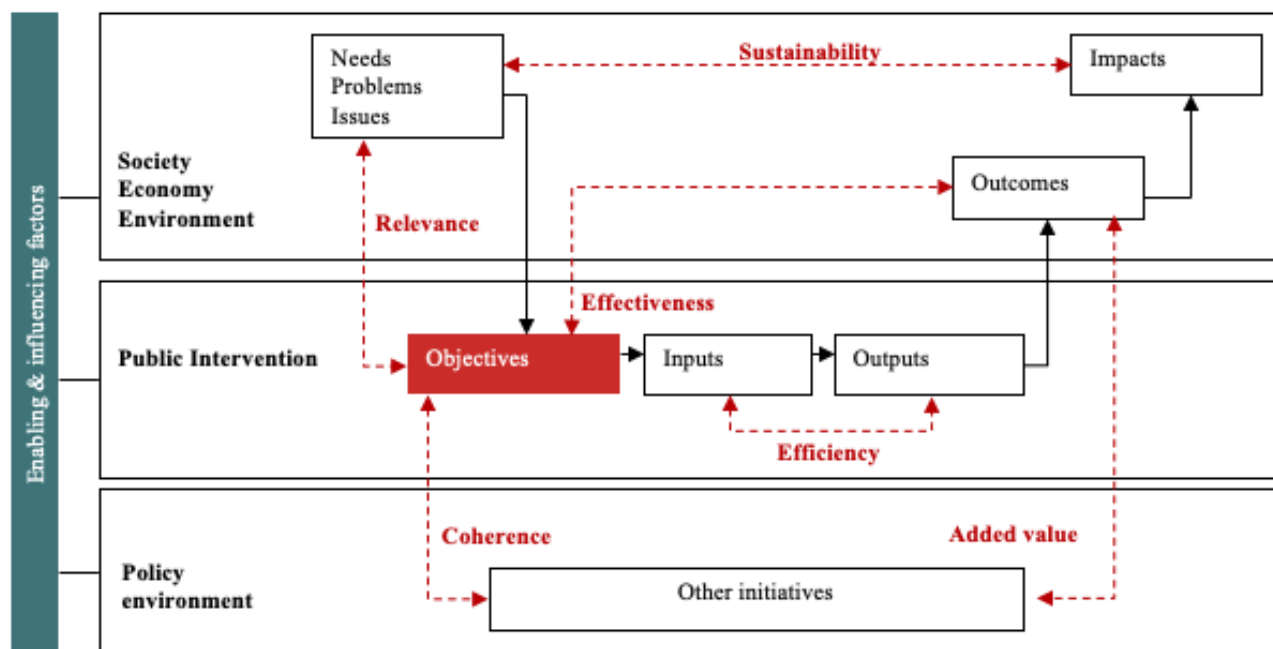 Enabling & influencing factors
Needs
Problems
Issues
Sustainability
Impacts
Society
Economy
Environment
Outcomes
Relevance
Effectiveness
Public Intervention
Objectives
Inputs
Outputs
Efficiency
Coherence
Added value
Policy
environment
Other initiatives